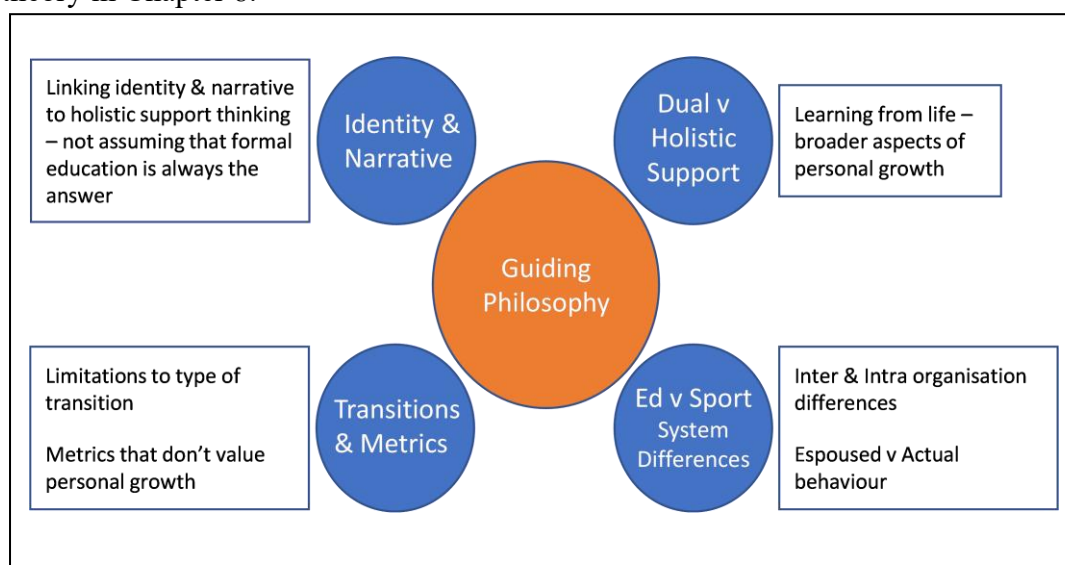 Linking identity & narrative
to holistic support thinking
– not assuming that formal
education is always the
answer
Identity &
Narrative
Dual v
Holistic
Support
Learning from life –
broader aspects of
personal growth
Guiding
Philosophy
Limitations to type of
transition
Metrics that don't value
personal growth
Transitions
& Metrics
Ed v Sport
System
Differences
Inter & Intra organisation
differences
Espoused v Actual
behaviour